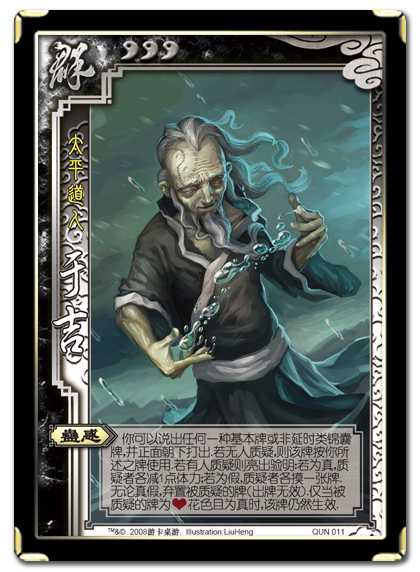 群
太平道人
于吉
蠱惑
你可以说出任何一种基本牌或非延时类锦囊
牌,并正面朝下打出.若无人质疑,则该牌按你所
述之牌使用.若有人质疑则亮出验明:若为真,质
疑者各减1点体力;若为假,质疑者各摸一张牌.
无论真假,弃置被质疑的牌(出牌无效).仅当被
质疑的牌为❤花色目为真时,该牌仍然生效.
™&© 2008游卡桌游. Illustration:LiuHeng QUN 011